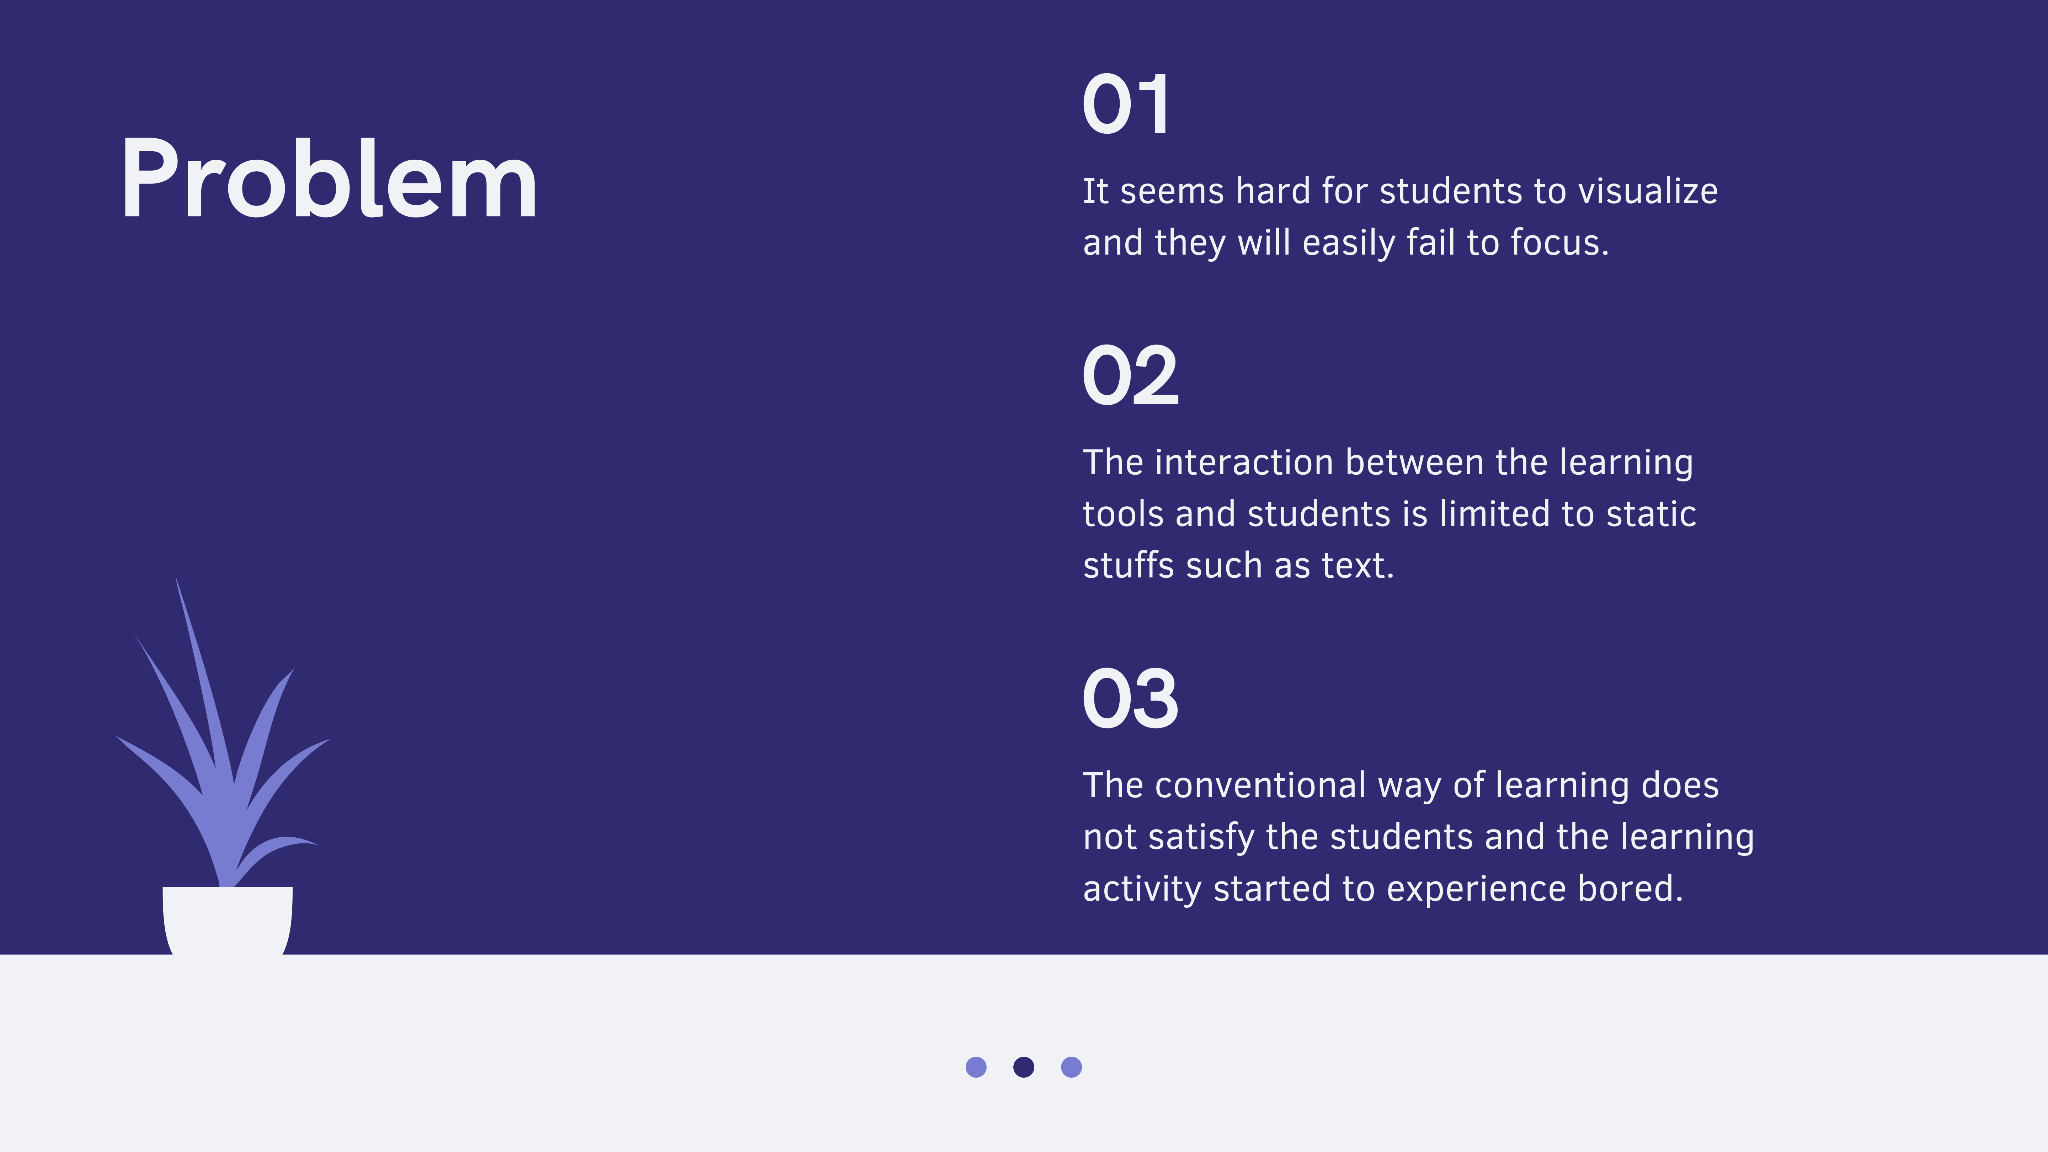 Problem
01
It seems hard for students to visualize
and they will easily fail to focus.
02
The interaction between the learning
tools and students is limited to static
stuffs such as text.
03
The conventional way of learning does
not satisfy the students and the learning
activity started to experience bored.